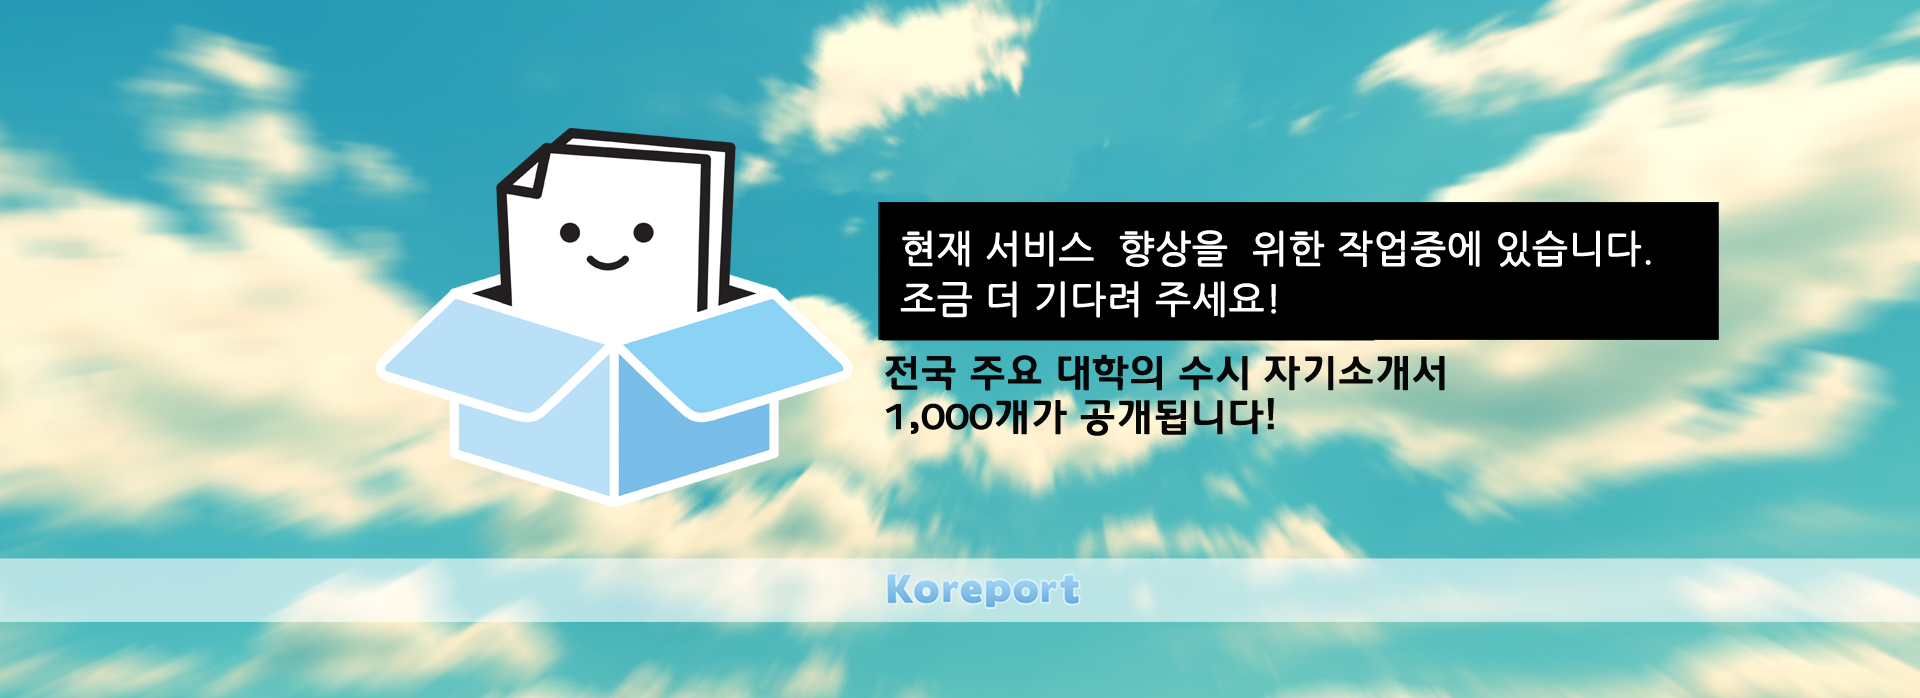 현재 서비스 향상을 위한 작업중에 있습니다.
조금 더 기다려 주세요!
전국 주요 대학의 수시 자기소개서
1,000개가 공개됩니다!
Koreport